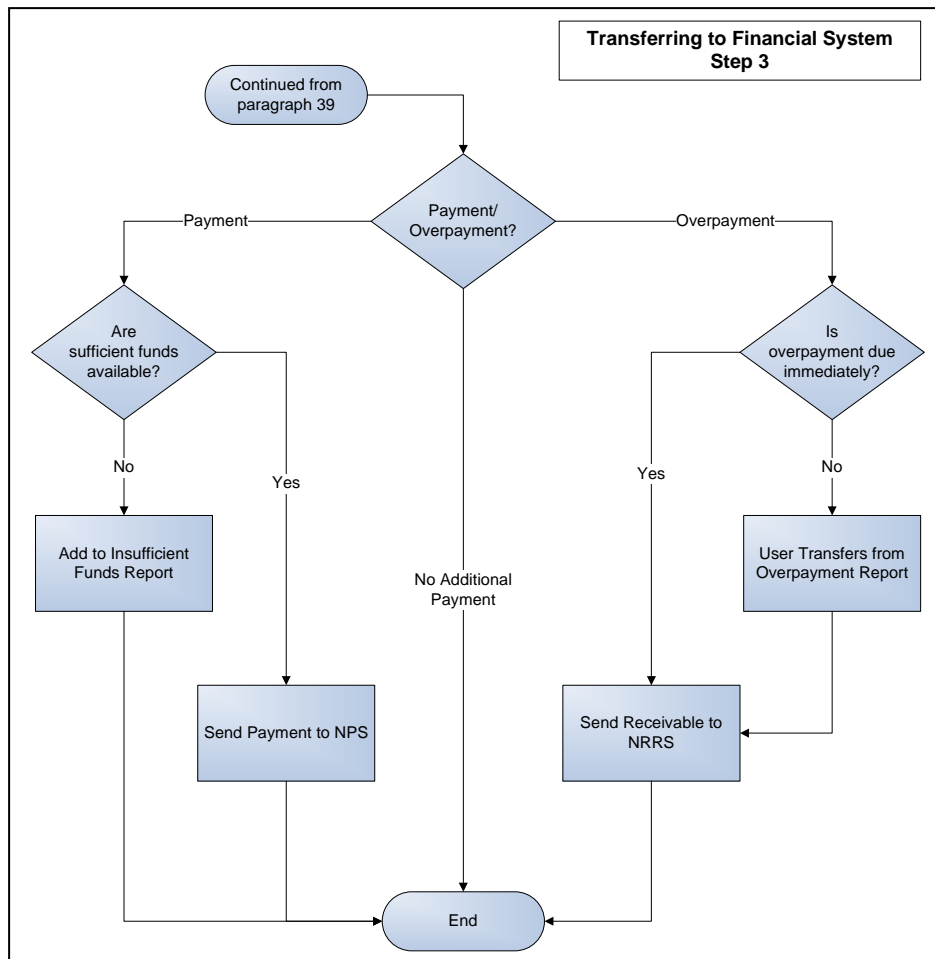 Transferring to Financial System
Step 3
Continued from
paragraph 39
Payment/
Overpayment?
Payment
Overpayment
Are
sufficient funds
available?
Is
overpayment due
immediately?
No
Yes
Yes
No
Add to Insufficient
Funds Report
User Transfers from
Overpayment Report
No Additional
Payment
Send Payment to NPS
Send Receivable to
NRRS
End